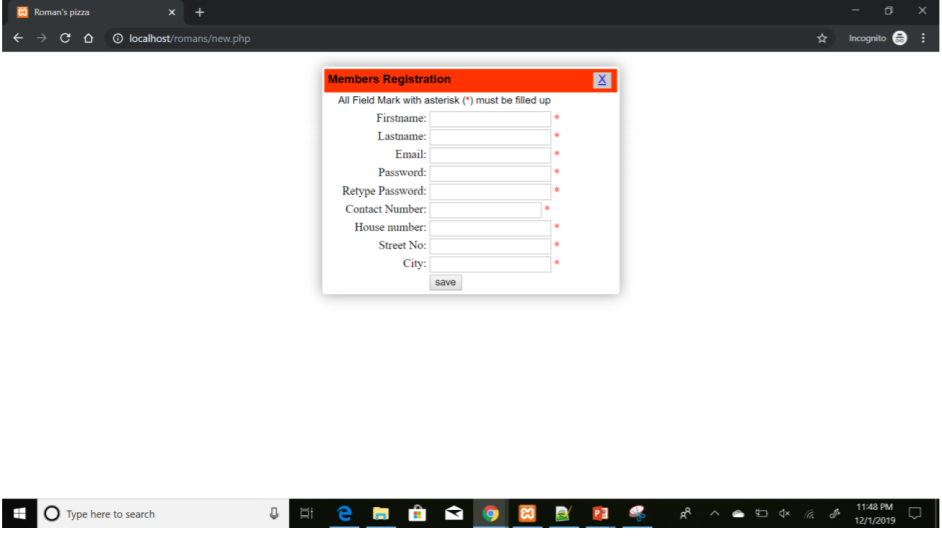 Roman's pizza
localhost/romans/new.php
Incognito
Members Registration X
All Field Mark with asterisk (*) must be filled up
Firstname: *
Lastname: *
Email: *
Password: *
Retype Password: *
Contact Number: *
House number: *
Street No: *
City: *
save
Type here to search
11:48 PM
12/1/2019